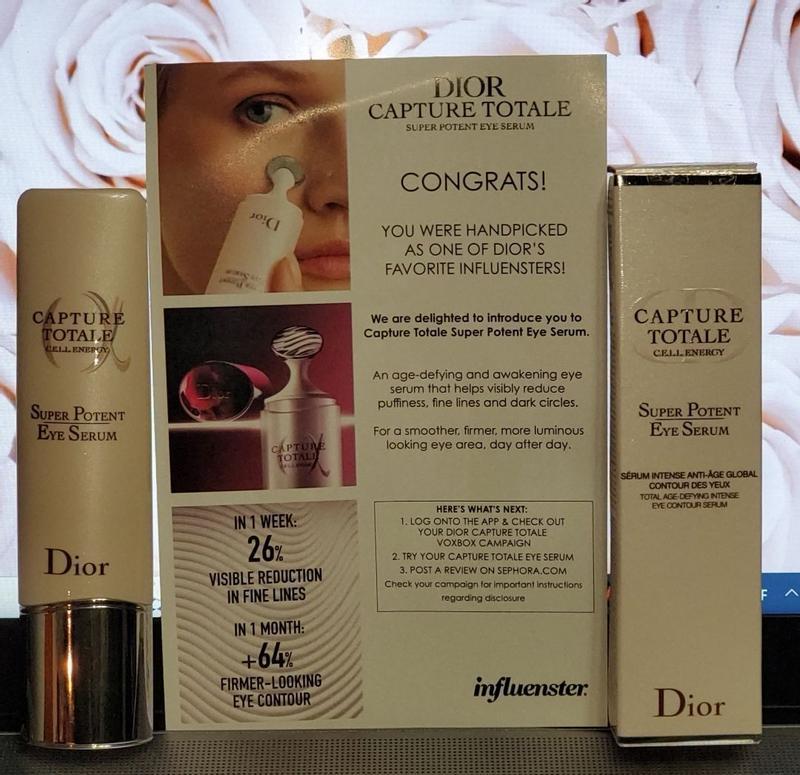 CAPTURE
TOTALE
C.E.L.L. ENERGY
SUPER POTENT
EYE SERUM
Dior
Dior
CAPTURE
TOTALE
IN 1 WEEK:
26%
VISIBLE REDUCTION
IN FINE LINES
IN 1 MONTH:
+64%
FIRMER-LOOKING
EYE CONTOUR
DIOR
CAPTURE TOTALE
SUPER POTENT EYE SERUM
CONGRATS!
YOU WERE HANDPICKED
AS ONE OF DIOR'S
FAVORITE INFLUENSTERS!
We are delighted to introduce you to
Capture Totale Super Potent Eye Serum.
An age-defying and awakening eye
serum that helps visibly reduce
puffiness, fine lines and dark circles.
For a smoother, firmer, more luminous
looking eye area, day after day.
HERE'S WHAT'S NEXT:
1. LOG ONTO THE APP & CHECK OUT
YOUR DIOR CAPTURE TOTALE
VOXBOX CAMPAIGN
2. TRY YOUR CAPTURE TOTALE EYE SERUM
3. POST A REVIEW ON SEPHORA.COM
Check your campaign for important instructions
regarding disclosure
influenster
CAPTURE
TOTALE
C.E.L.L. ENERGY
SUPER POTENT
EYE SERUM
SÉRUM INTENSE ANTI-ÂGE GLOBAL
CONTOUR DES YEUX
TOTAL AGE-DEFYING INTENSE
EYE CONTOUR SERUM
Dior